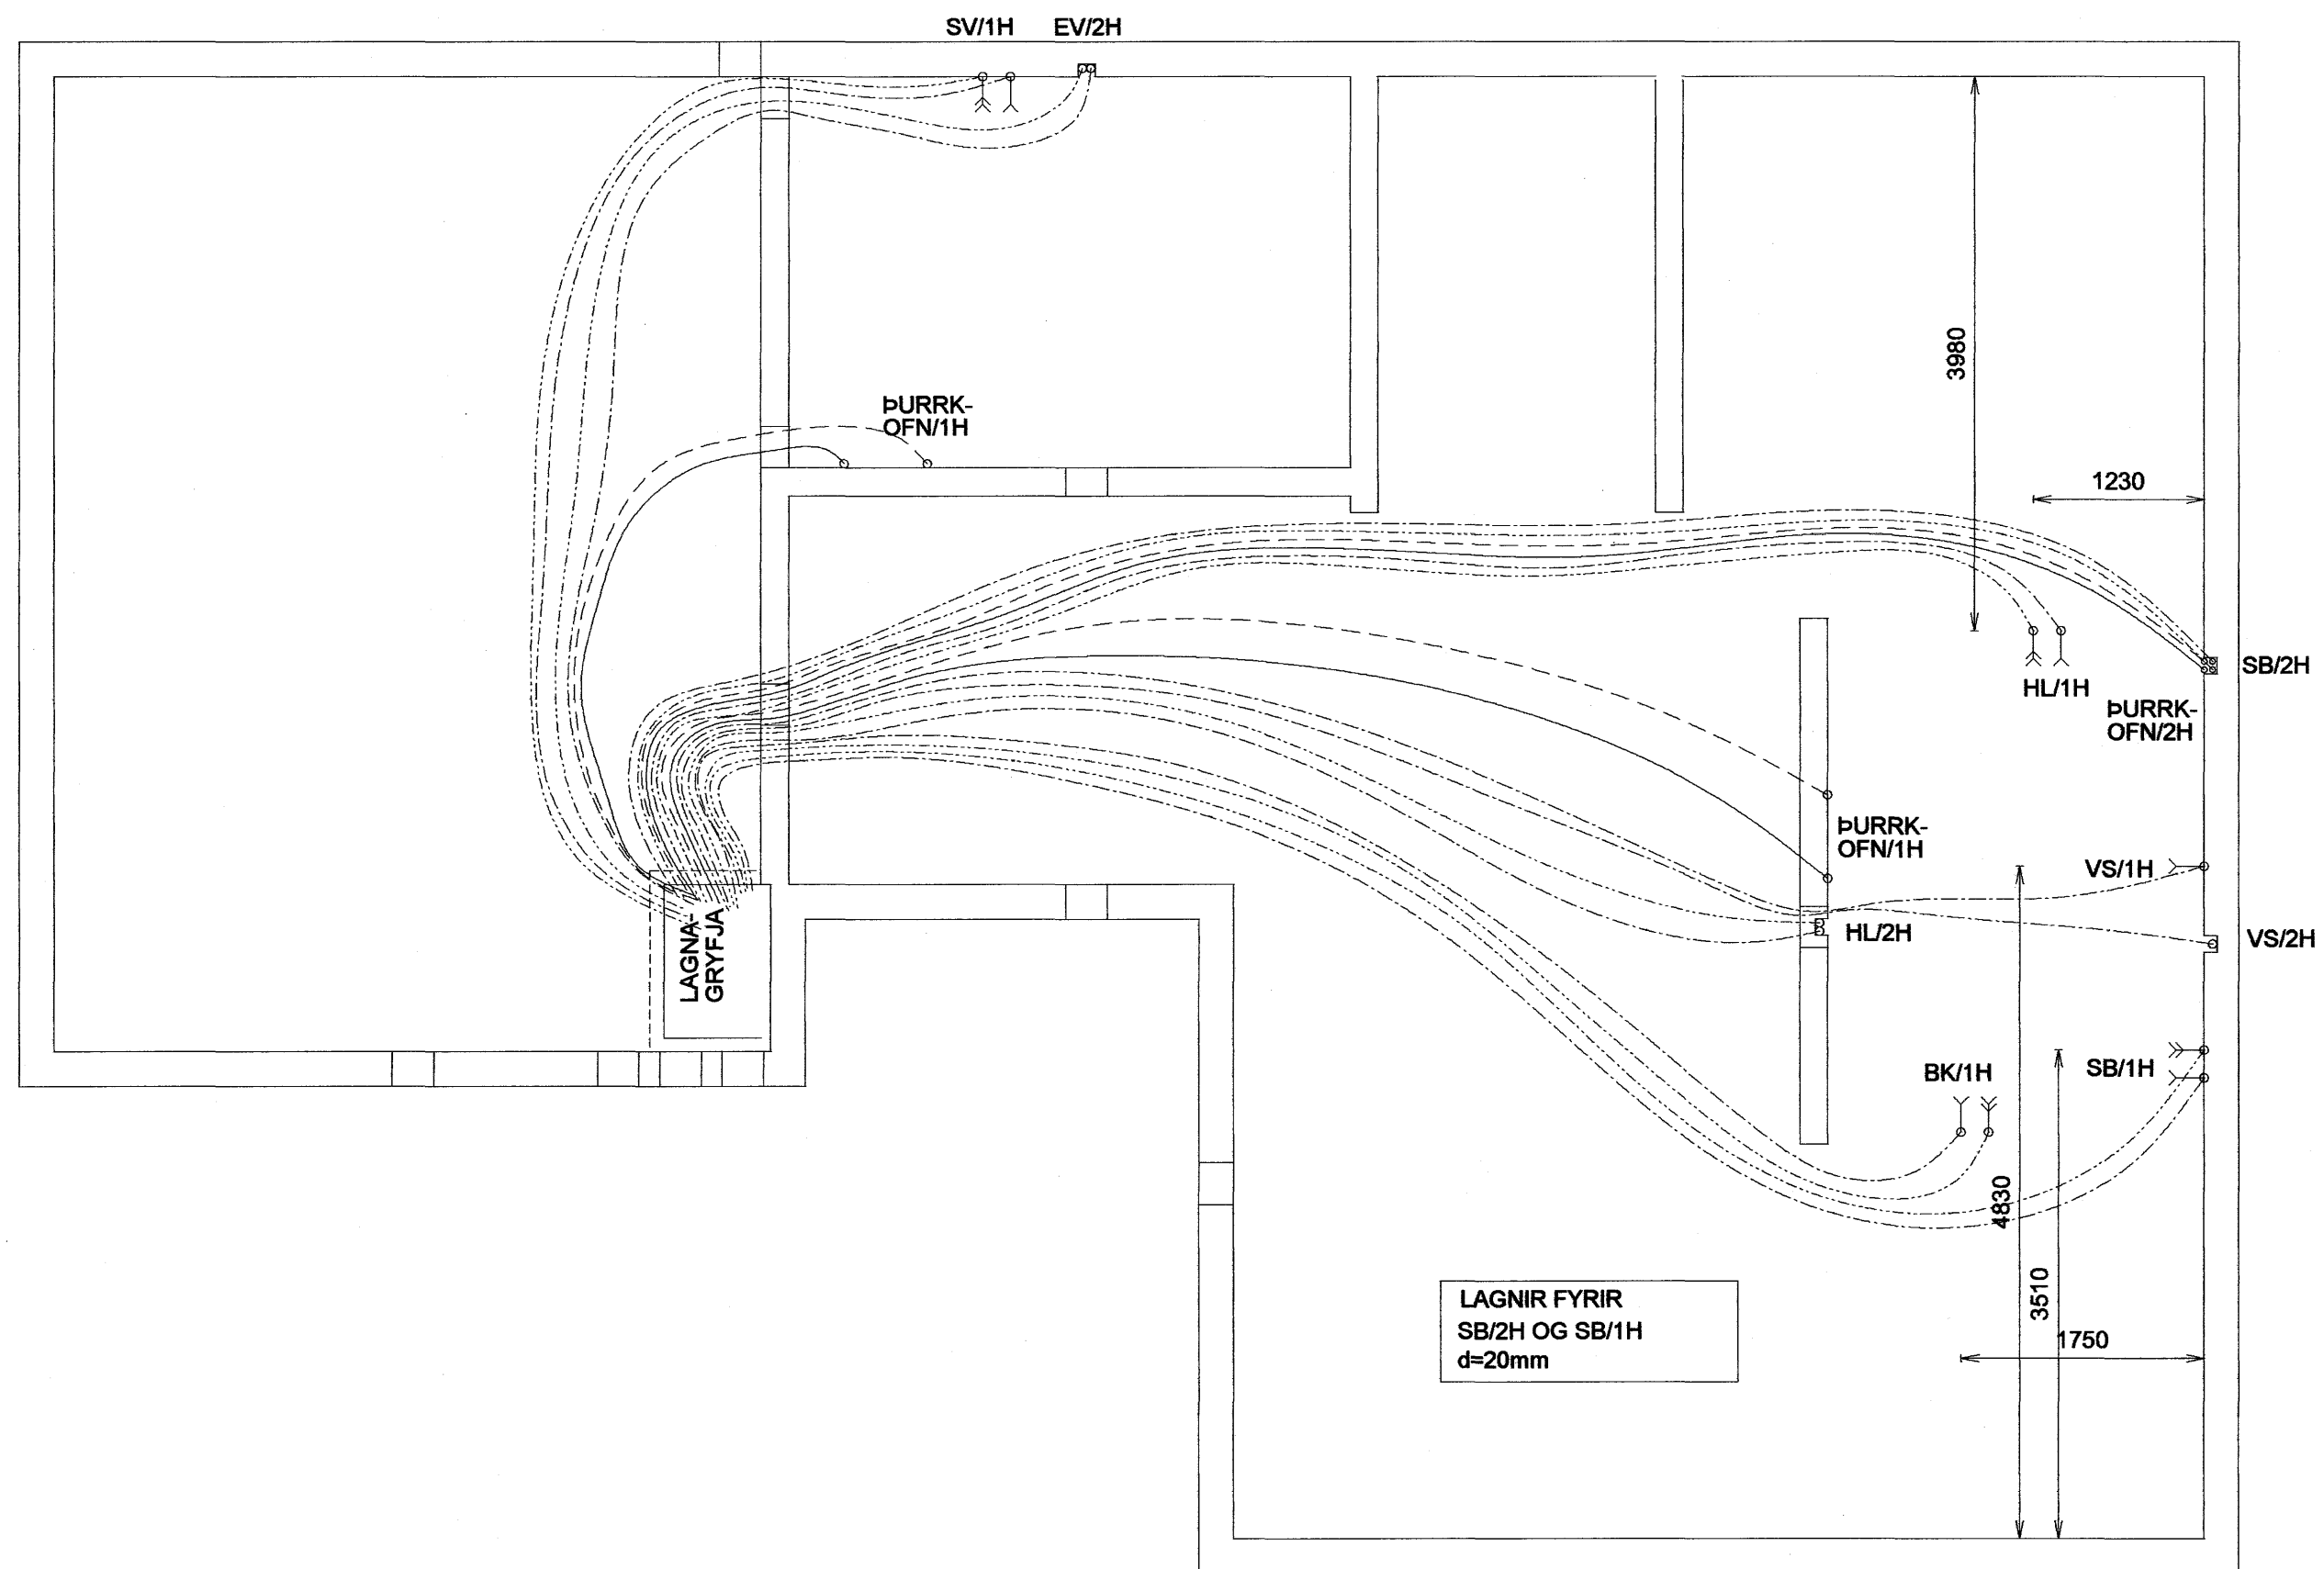 SV/1H EV/2H
ÞURRK-
OFN/1H
3980
1230
SB/2H
HL/1H
ÞURRK-
OFN/2H
ÞURRK-
OFN/1H
VS/1H
HL/2H
VS/2H
LAGNA-
GRYFJA
SB/1H
BK/1H
4830
3510
1750
LAGNIR FYRIR
SB/2H OG SB/1H
d=20mm